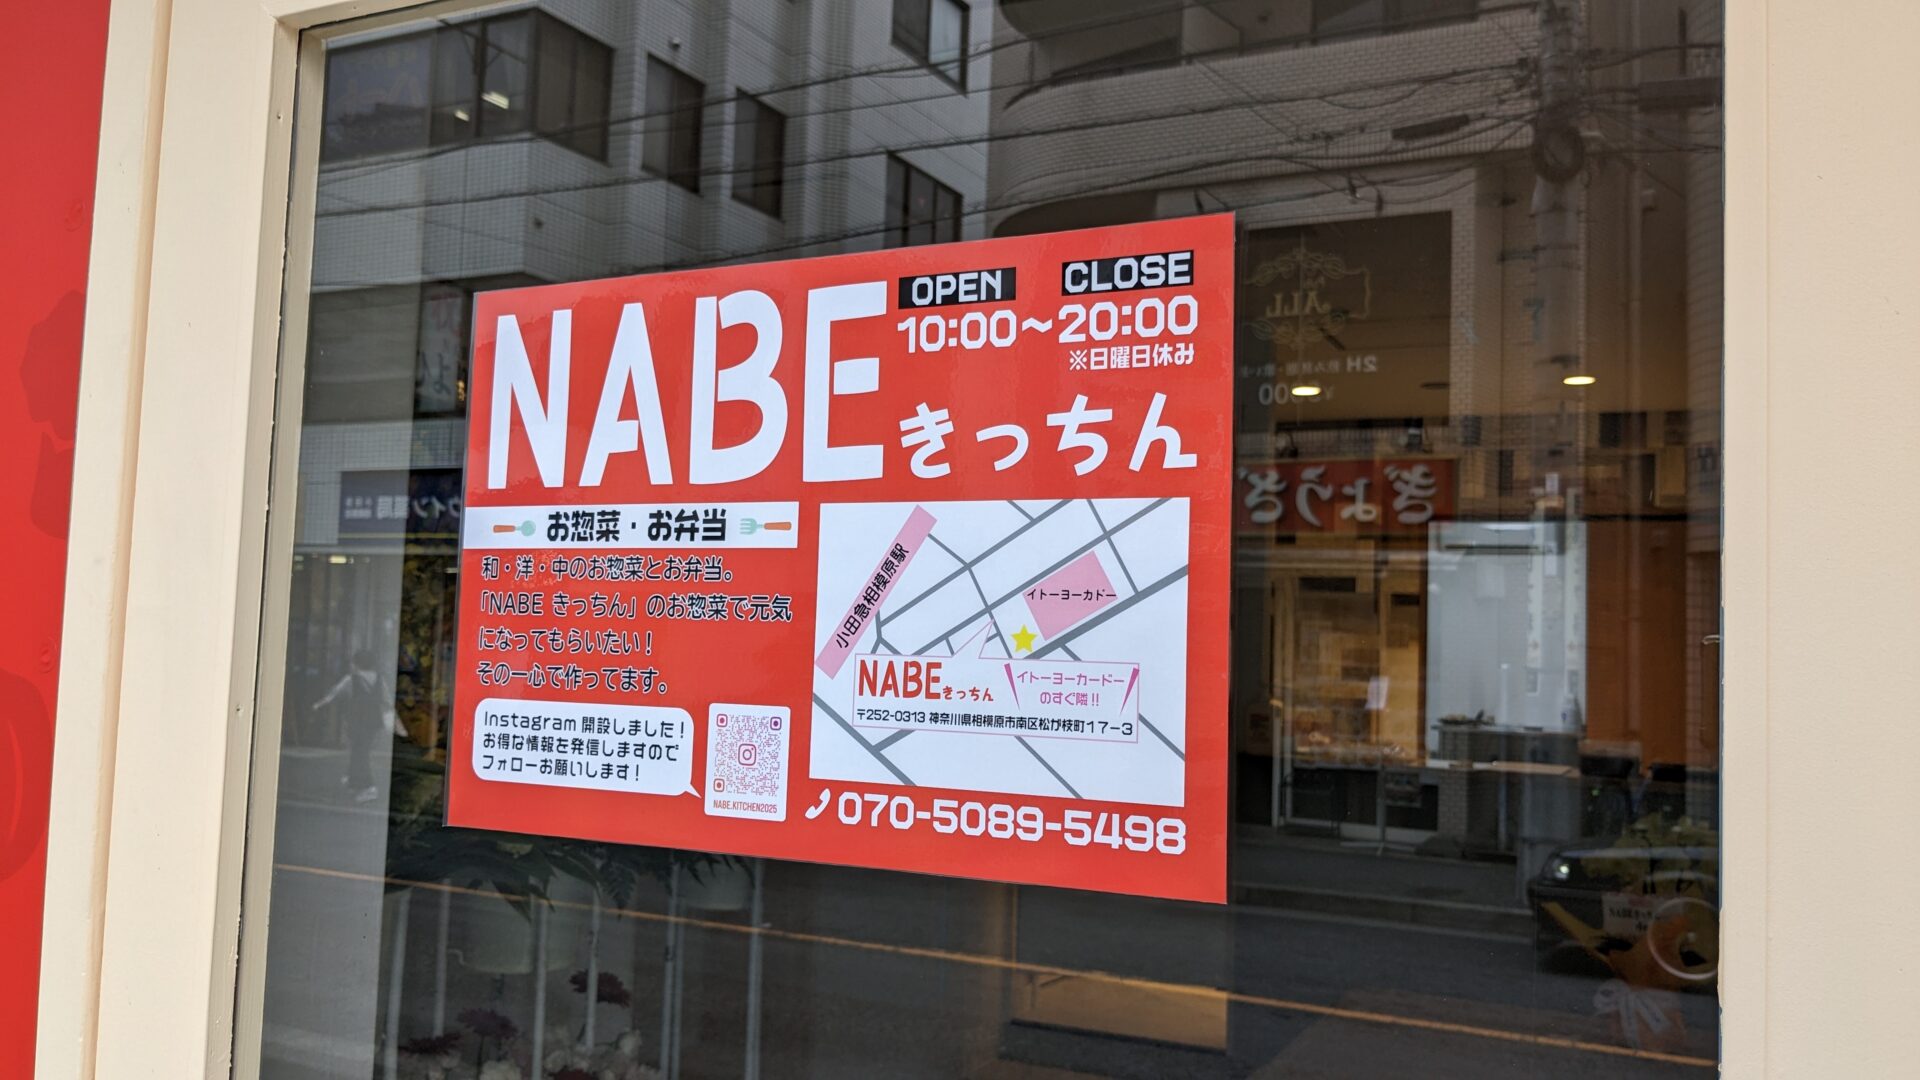 NABE きっちん
OPEN CLOSE
10:00~20:00
※日曜日休み
お惣菜・お弁当
和・洋・中のお惣菜とお弁当。
「NABE きっちん」のお惣菜で元気
になってもらいたい！
その一心で作ってます。
Instagram 開設しました！
お得な情報を発信しますので
フォローお願いします！
NABE.KITCHEN2025
小田急相模原駅
イトーヨーカドー
NABEきっちん
イトーヨーカードー
のすぐ隣!!
〒252-0313 神奈川県相模原市南区松が枝町17-3
070-5089-5498
ぎょうざ
ALL